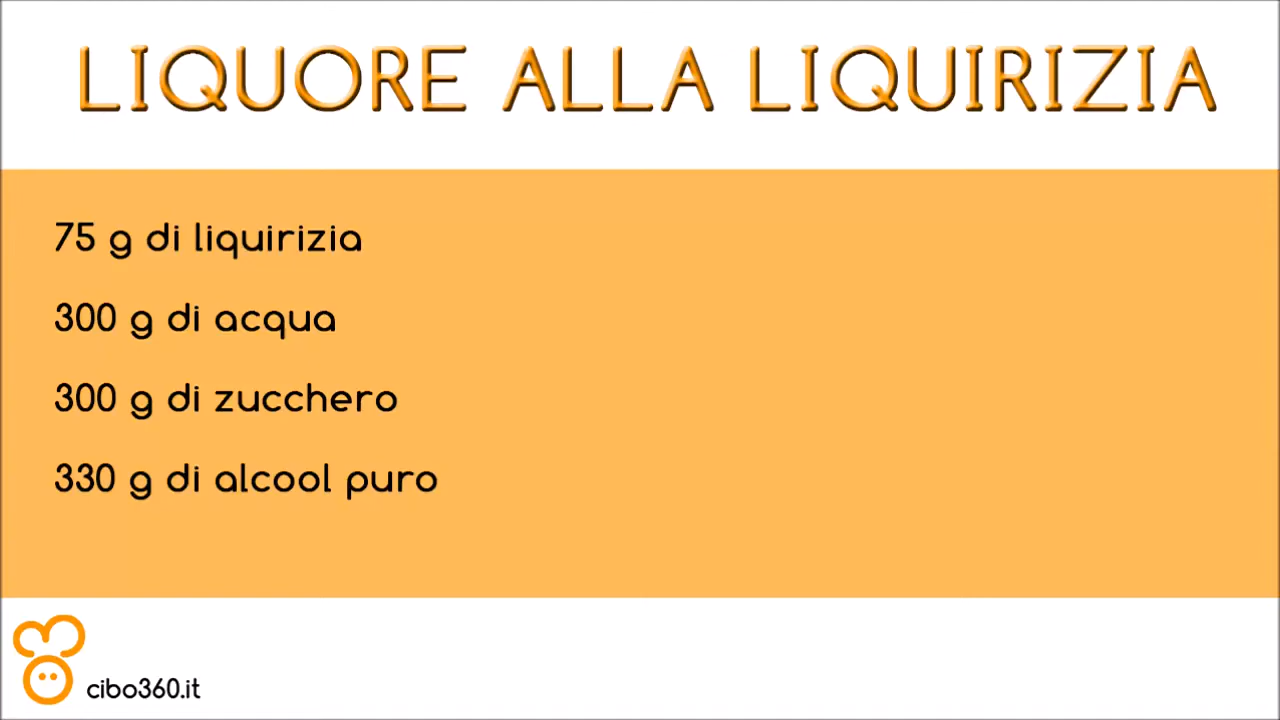 LIQUORE ALLA LIQUIRIZIA
75 g di liquirizia
300 g di acqua
300 g di zucchero
330 g di alcool puro
cibo360.it